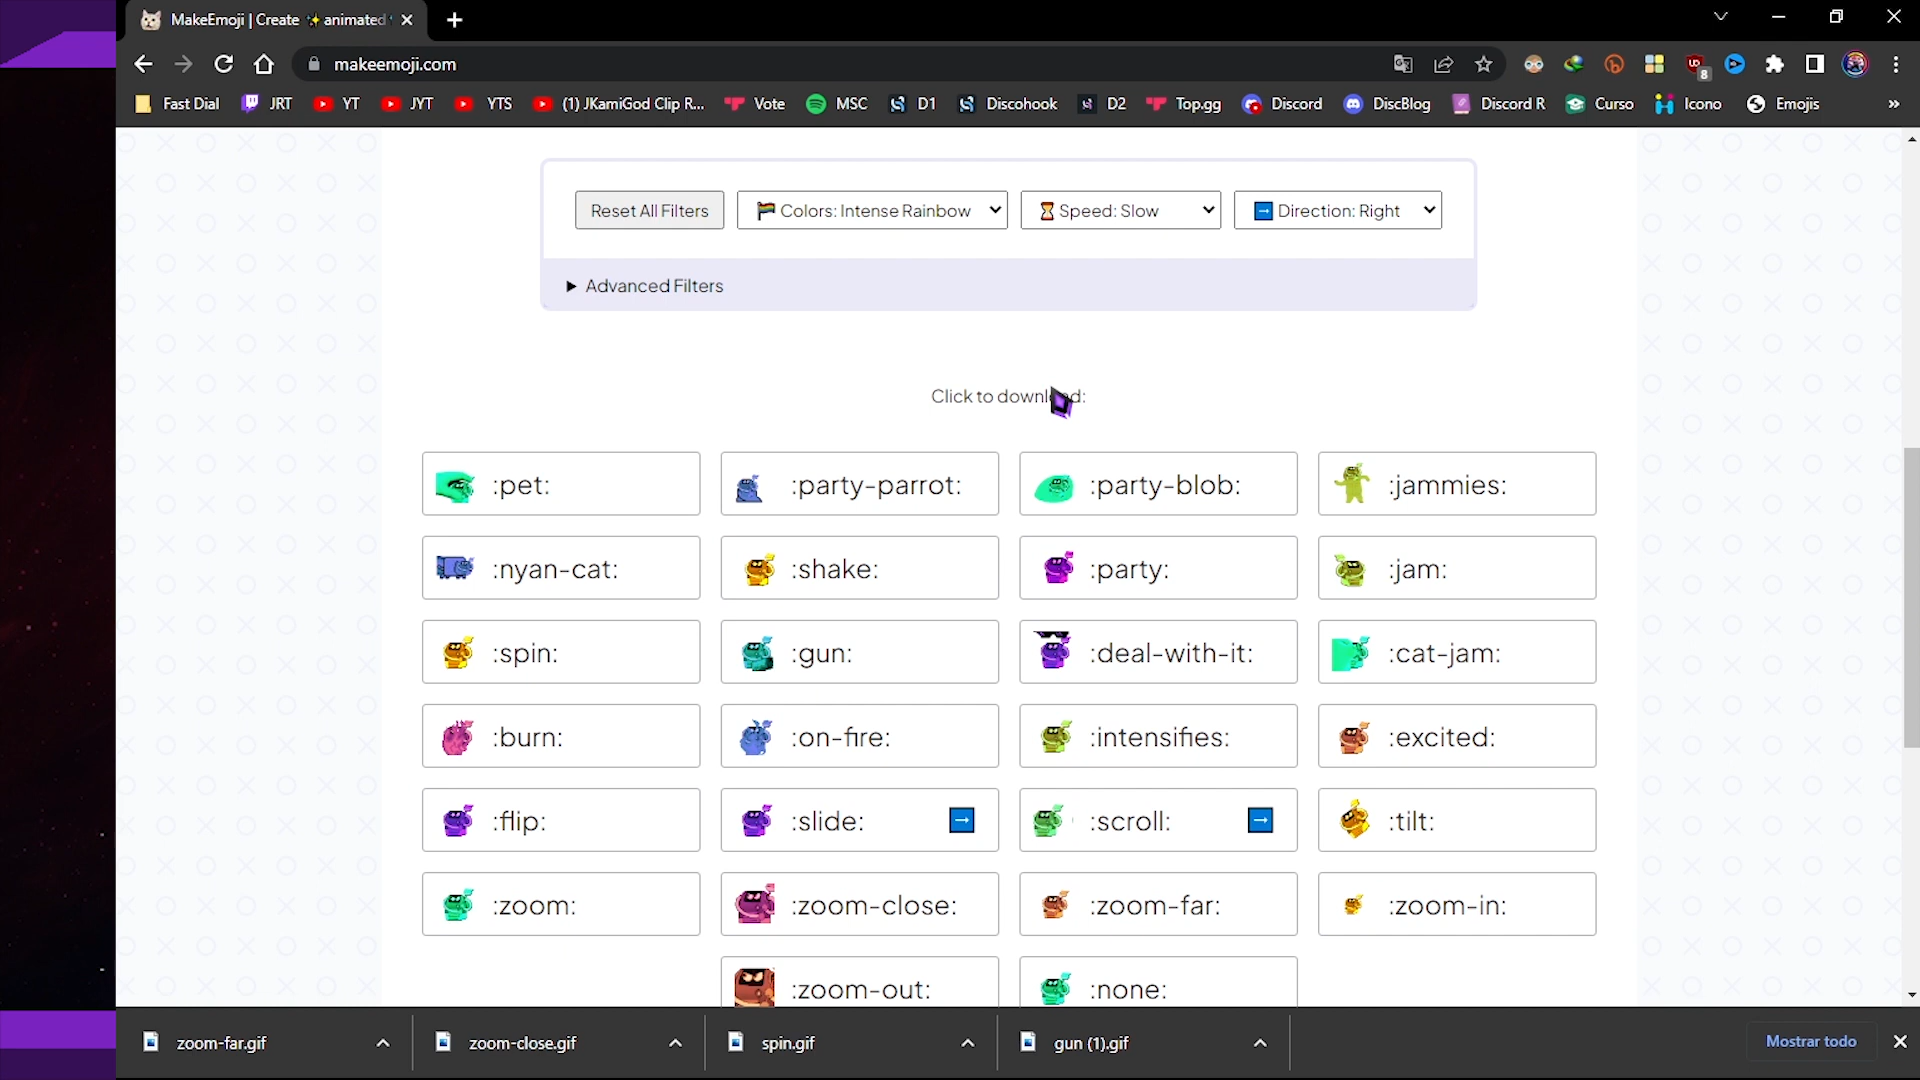 MakeEmoji | Create ✨ animated
makeemoji.com
8
Fast Dial JRT YT JYT YTS (1) JKamiGod Clip R... Vote MSC D1 Discohook D2 Top.gg Discord DiscBlog Discord R Curso Icono Emojis »
Reset All Filters 🏳️‍🌈 Colors: Intense Rainbow ⌛ Speed: Slow ➡️ Direction: Right
▶ Advanced Filters
Click to download:
:pet: :party-parrot: :party-blob: :jammies:
:nyan-cat: :shake: :party: :jam:
:spin: :gun: :deal-with-it: :cat-jam:
:burn: :on-fire: :intensifies: :excited:
:flip: :slide: ➡️ :scroll: ➡️ :tilt:
:zoom: :zoom-close: :zoom-far: :zoom-in:
:zoom-out: :none:
zoom-far.gif zoom-close.gif spin.gif gun (1).gif Mostrar todo